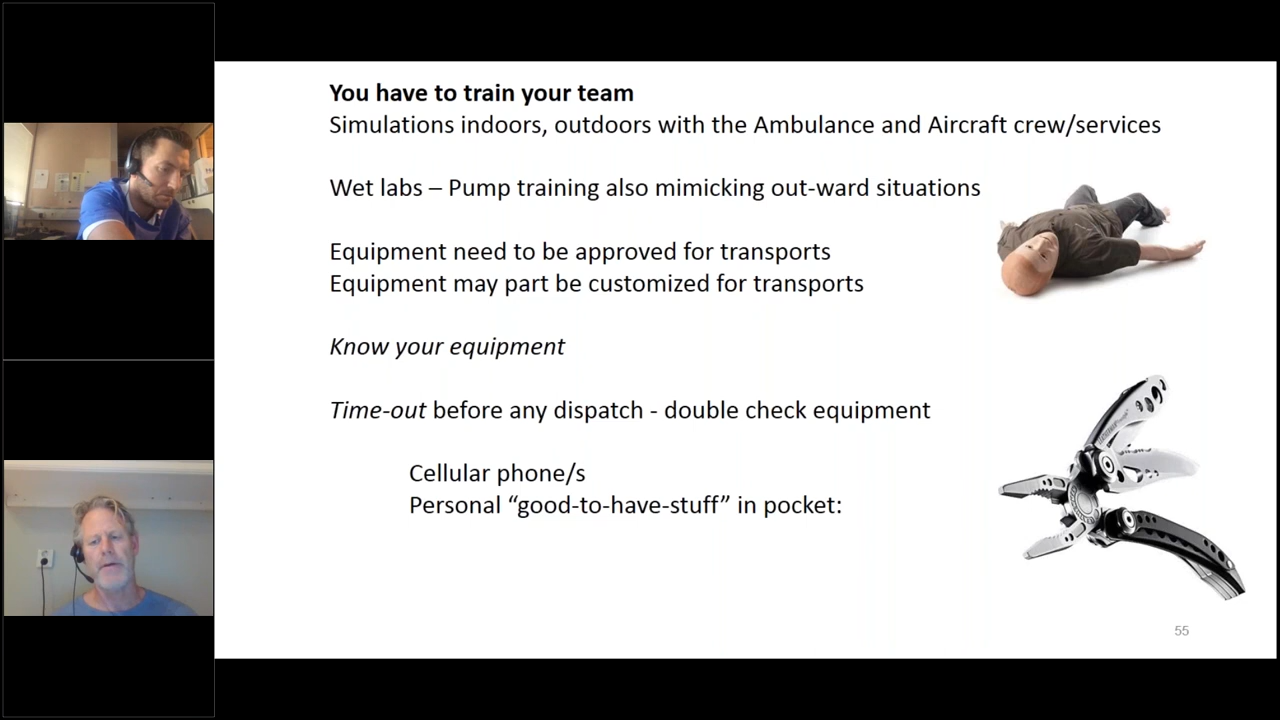 You have to train your team
Simulations indoors, outdoors with the Ambulance and Aircraft crew/services
Wet labs – Pump training also mimicking out-ward situations
Equipment need to be approved for transports
Equipment may part be customized for transports
Know your equipment
Time-out before any dispatch - double check equipment
Cellular phone/s
Personal “good-to-have-stuff” in pocket:
55